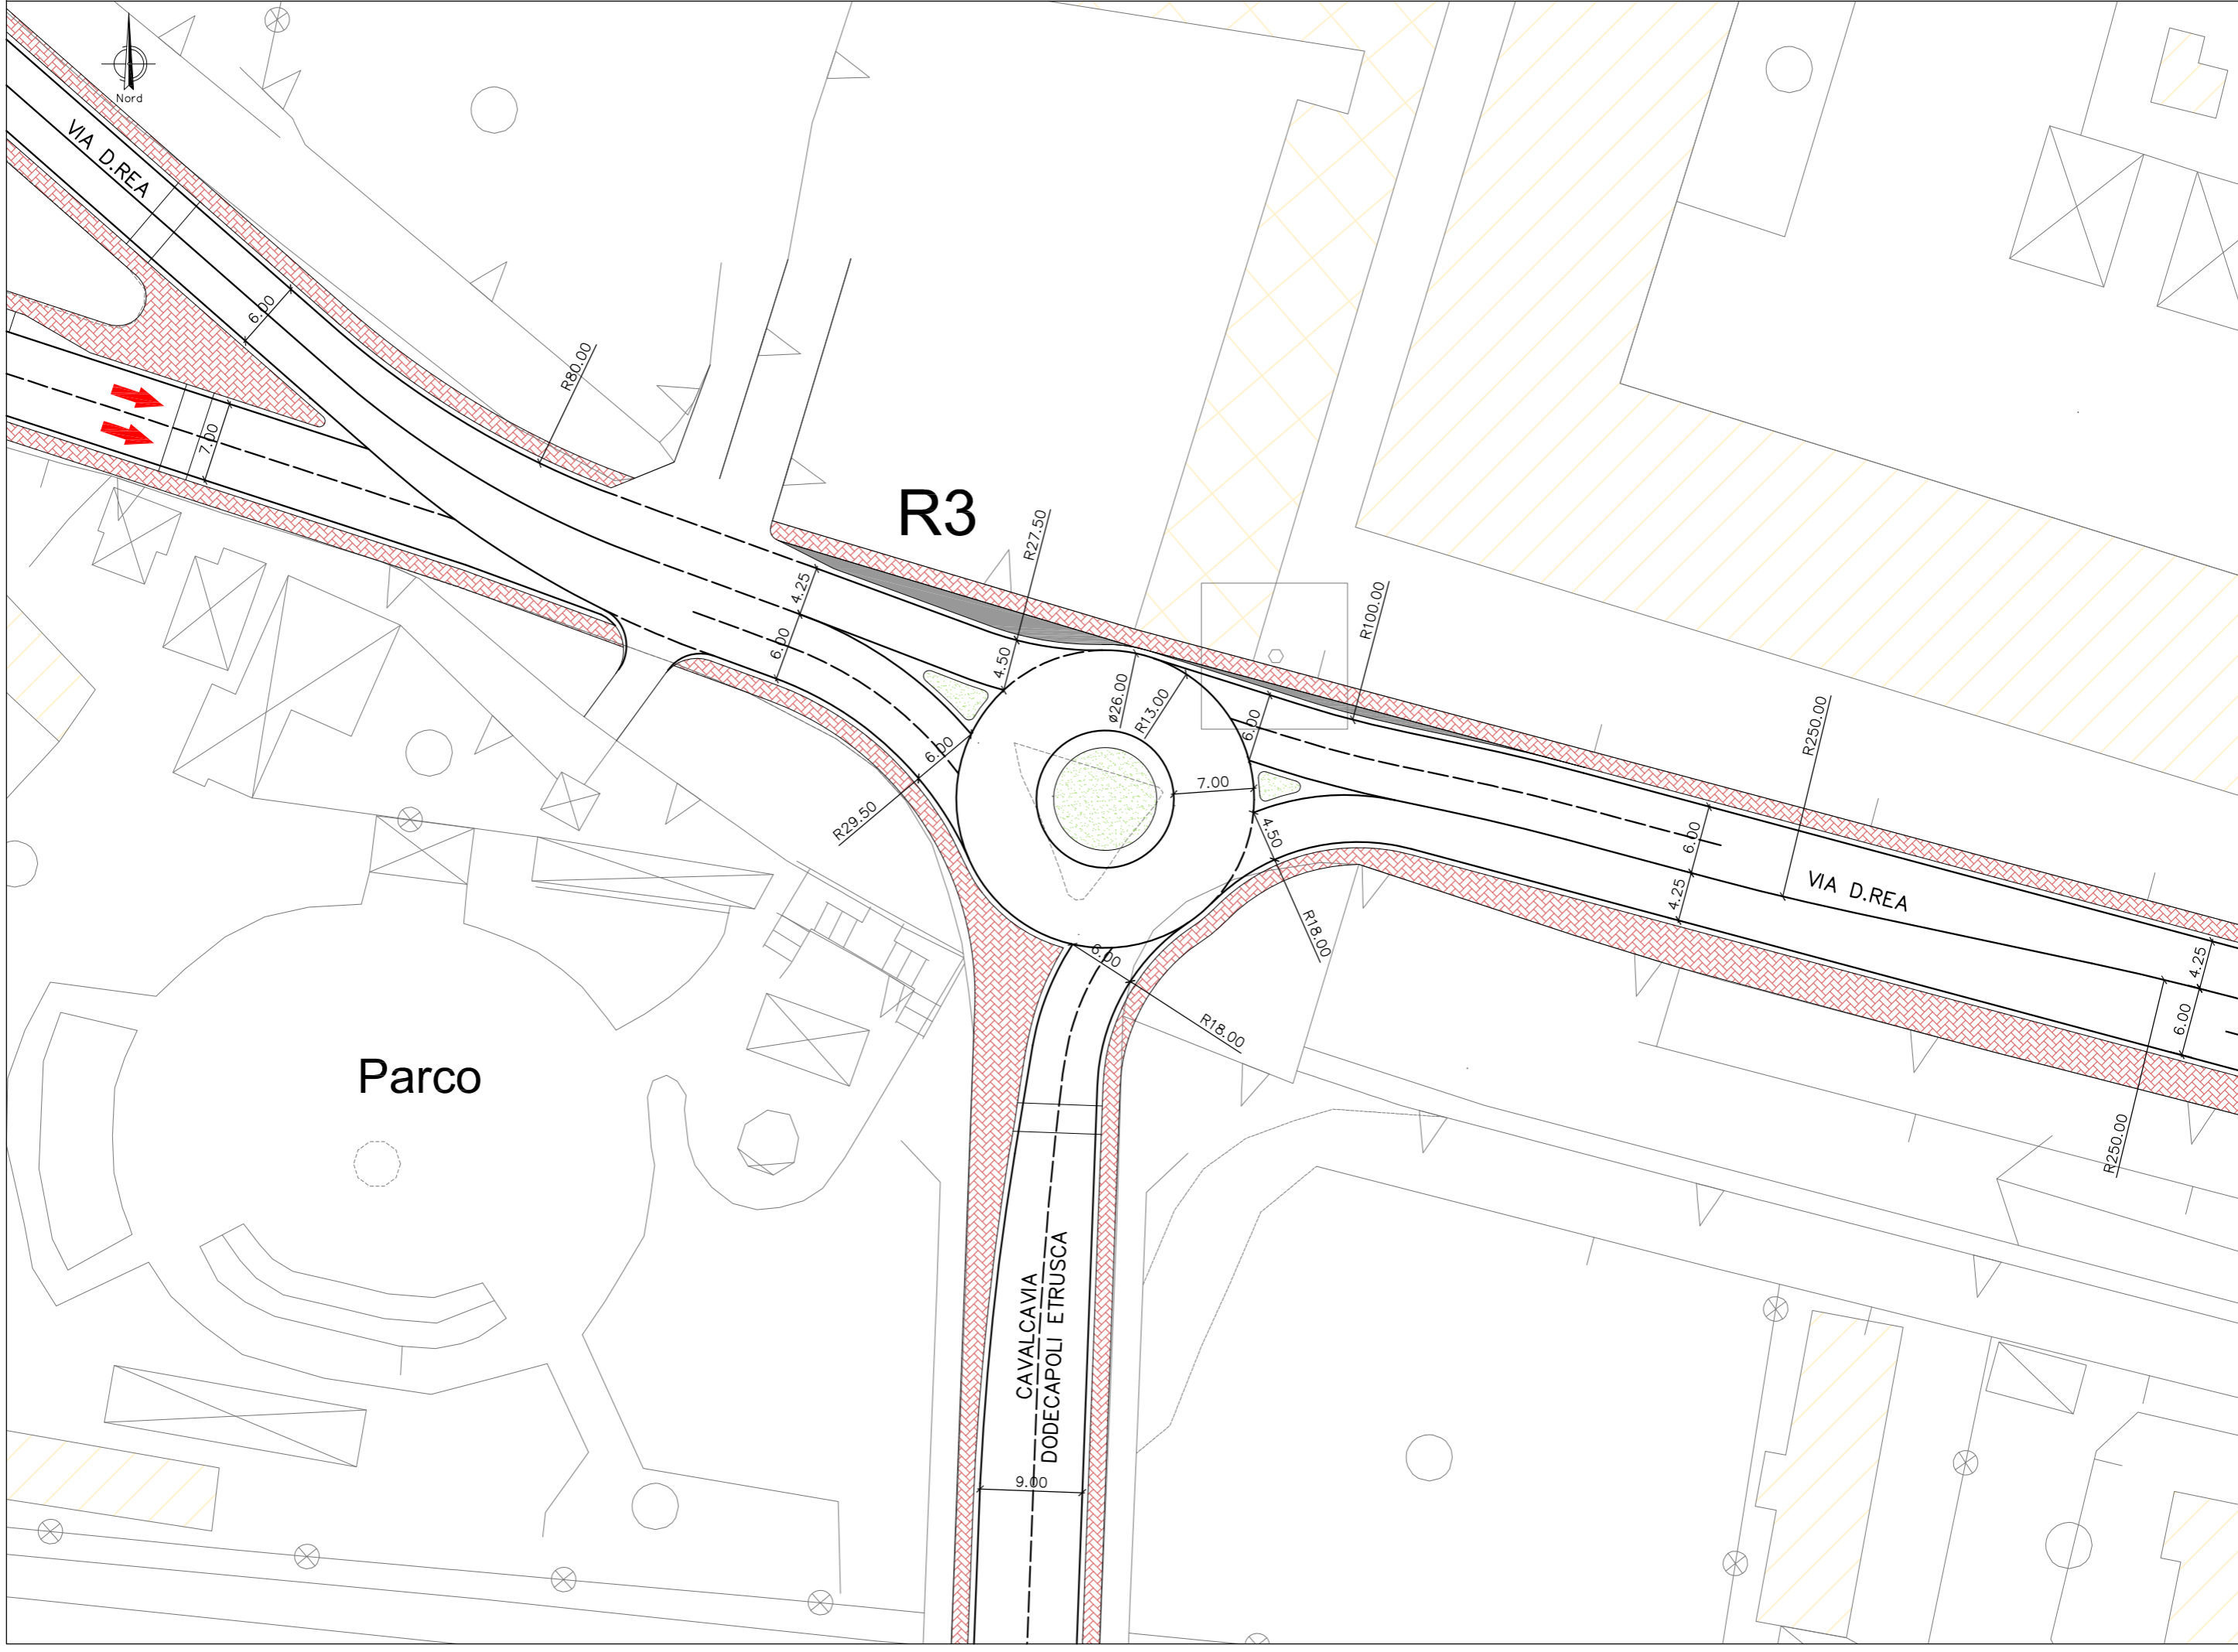 Nord
VIA D.REA
6.00
R80.00
7.00
R3
R27.50
4.25
R100.00
6.00
4.50
ø26.00
R13.00
6.00
R250.00
6.00
7.00
R29.50
4.50
6.00
4.25
VIA D.REA
R18.00
6.00
4.25
6.00
R18.00
Parco
R250.00
CAVALCAVIA
DODECAPOLI ETRUSCA
9.00